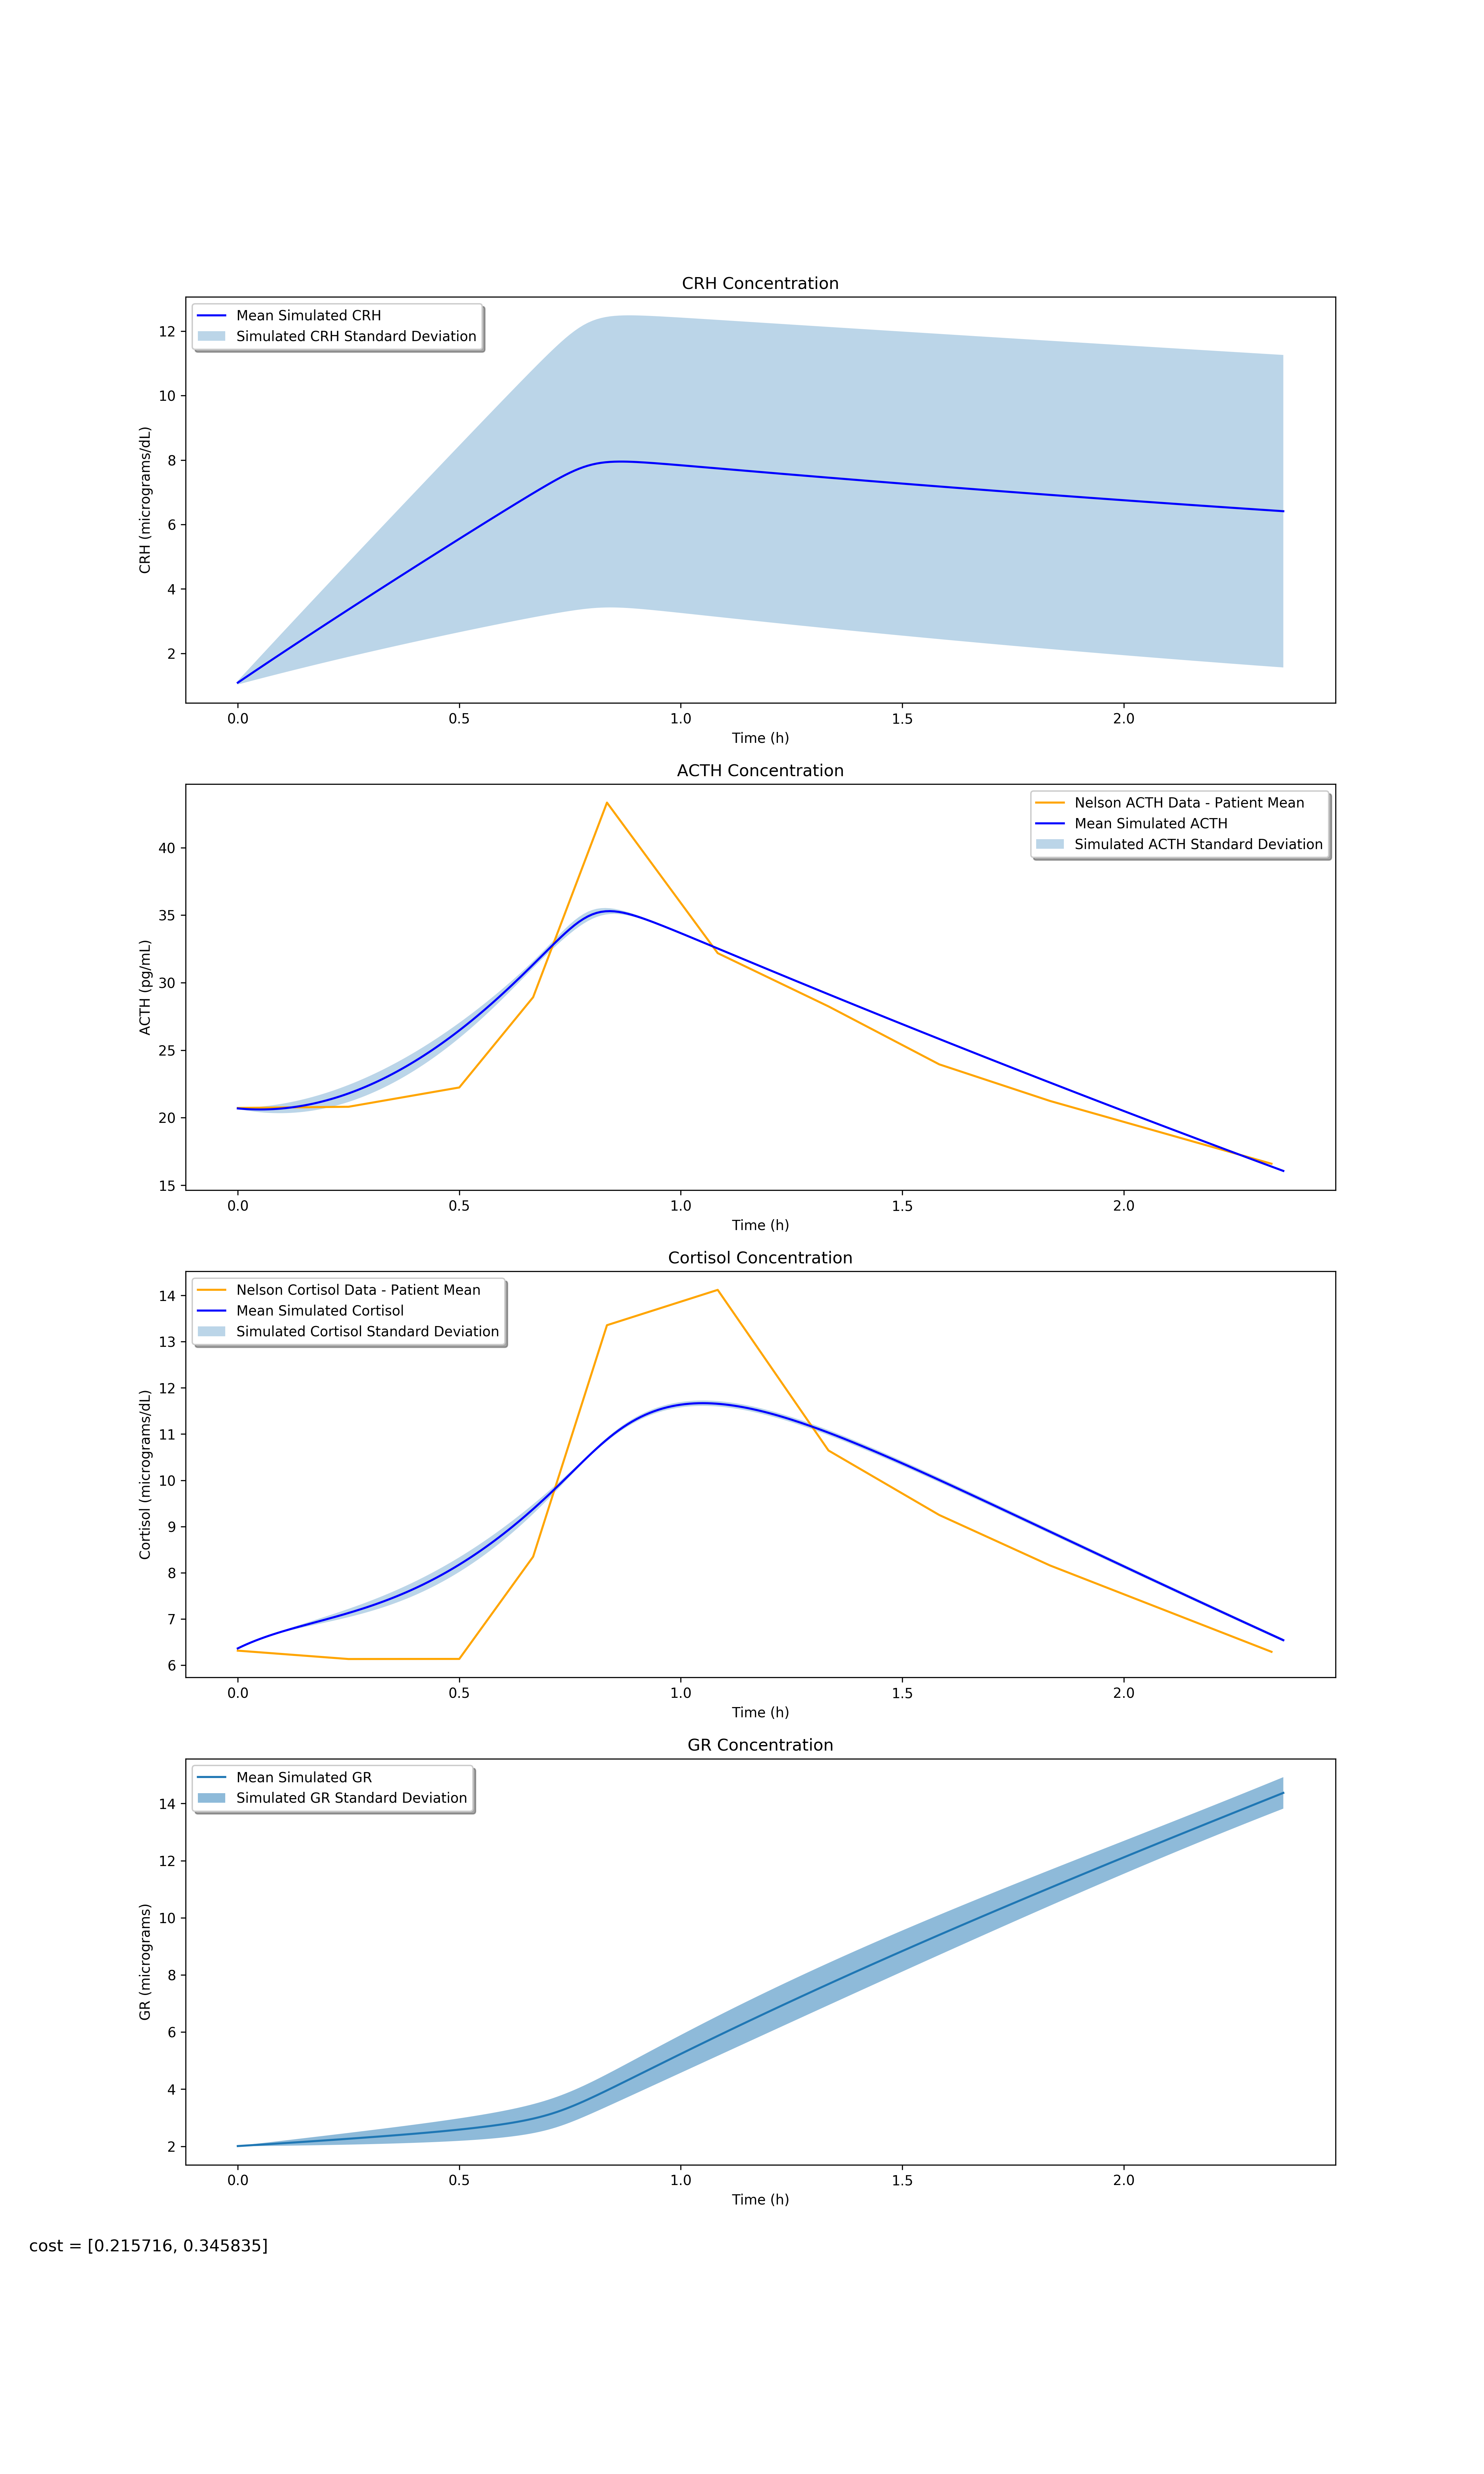 CRH Concentration
Mean Simulated CRH
Simulated CRH Standard Deviation
CRH (micrograms/dL)
12
10
8
6
4
2
0.0 0.5 1.0 1.5 2.0
Time (h)
ACTH Concentration
Nelson ACTH Data - Patient Mean
Mean Simulated ACTH
Simulated ACTH Standard Deviation
ACTH (pg/mL)
40
35
30
25
20
15
0.0 0.5 1.0 1.5 2.0
Time (h)
Cortisol Concentration
Nelson Cortisol Data - Patient Mean
Mean Simulated Cortisol
Simulated Cortisol Standard Deviation
Cortisol (micrograms/dL)
14
13
12
11
10
9
8
7
6
0.0 0.5 1.0 1.5 2.0
Time (h)
GR Concentration
Mean Simulated GR
Simulated GR Standard Deviation
GR (micrograms)
14
12
10
8
6
4
2
0.0 0.5 1.0 1.5 2.0
Time (h)
cost = [0.215716, 0.345835]